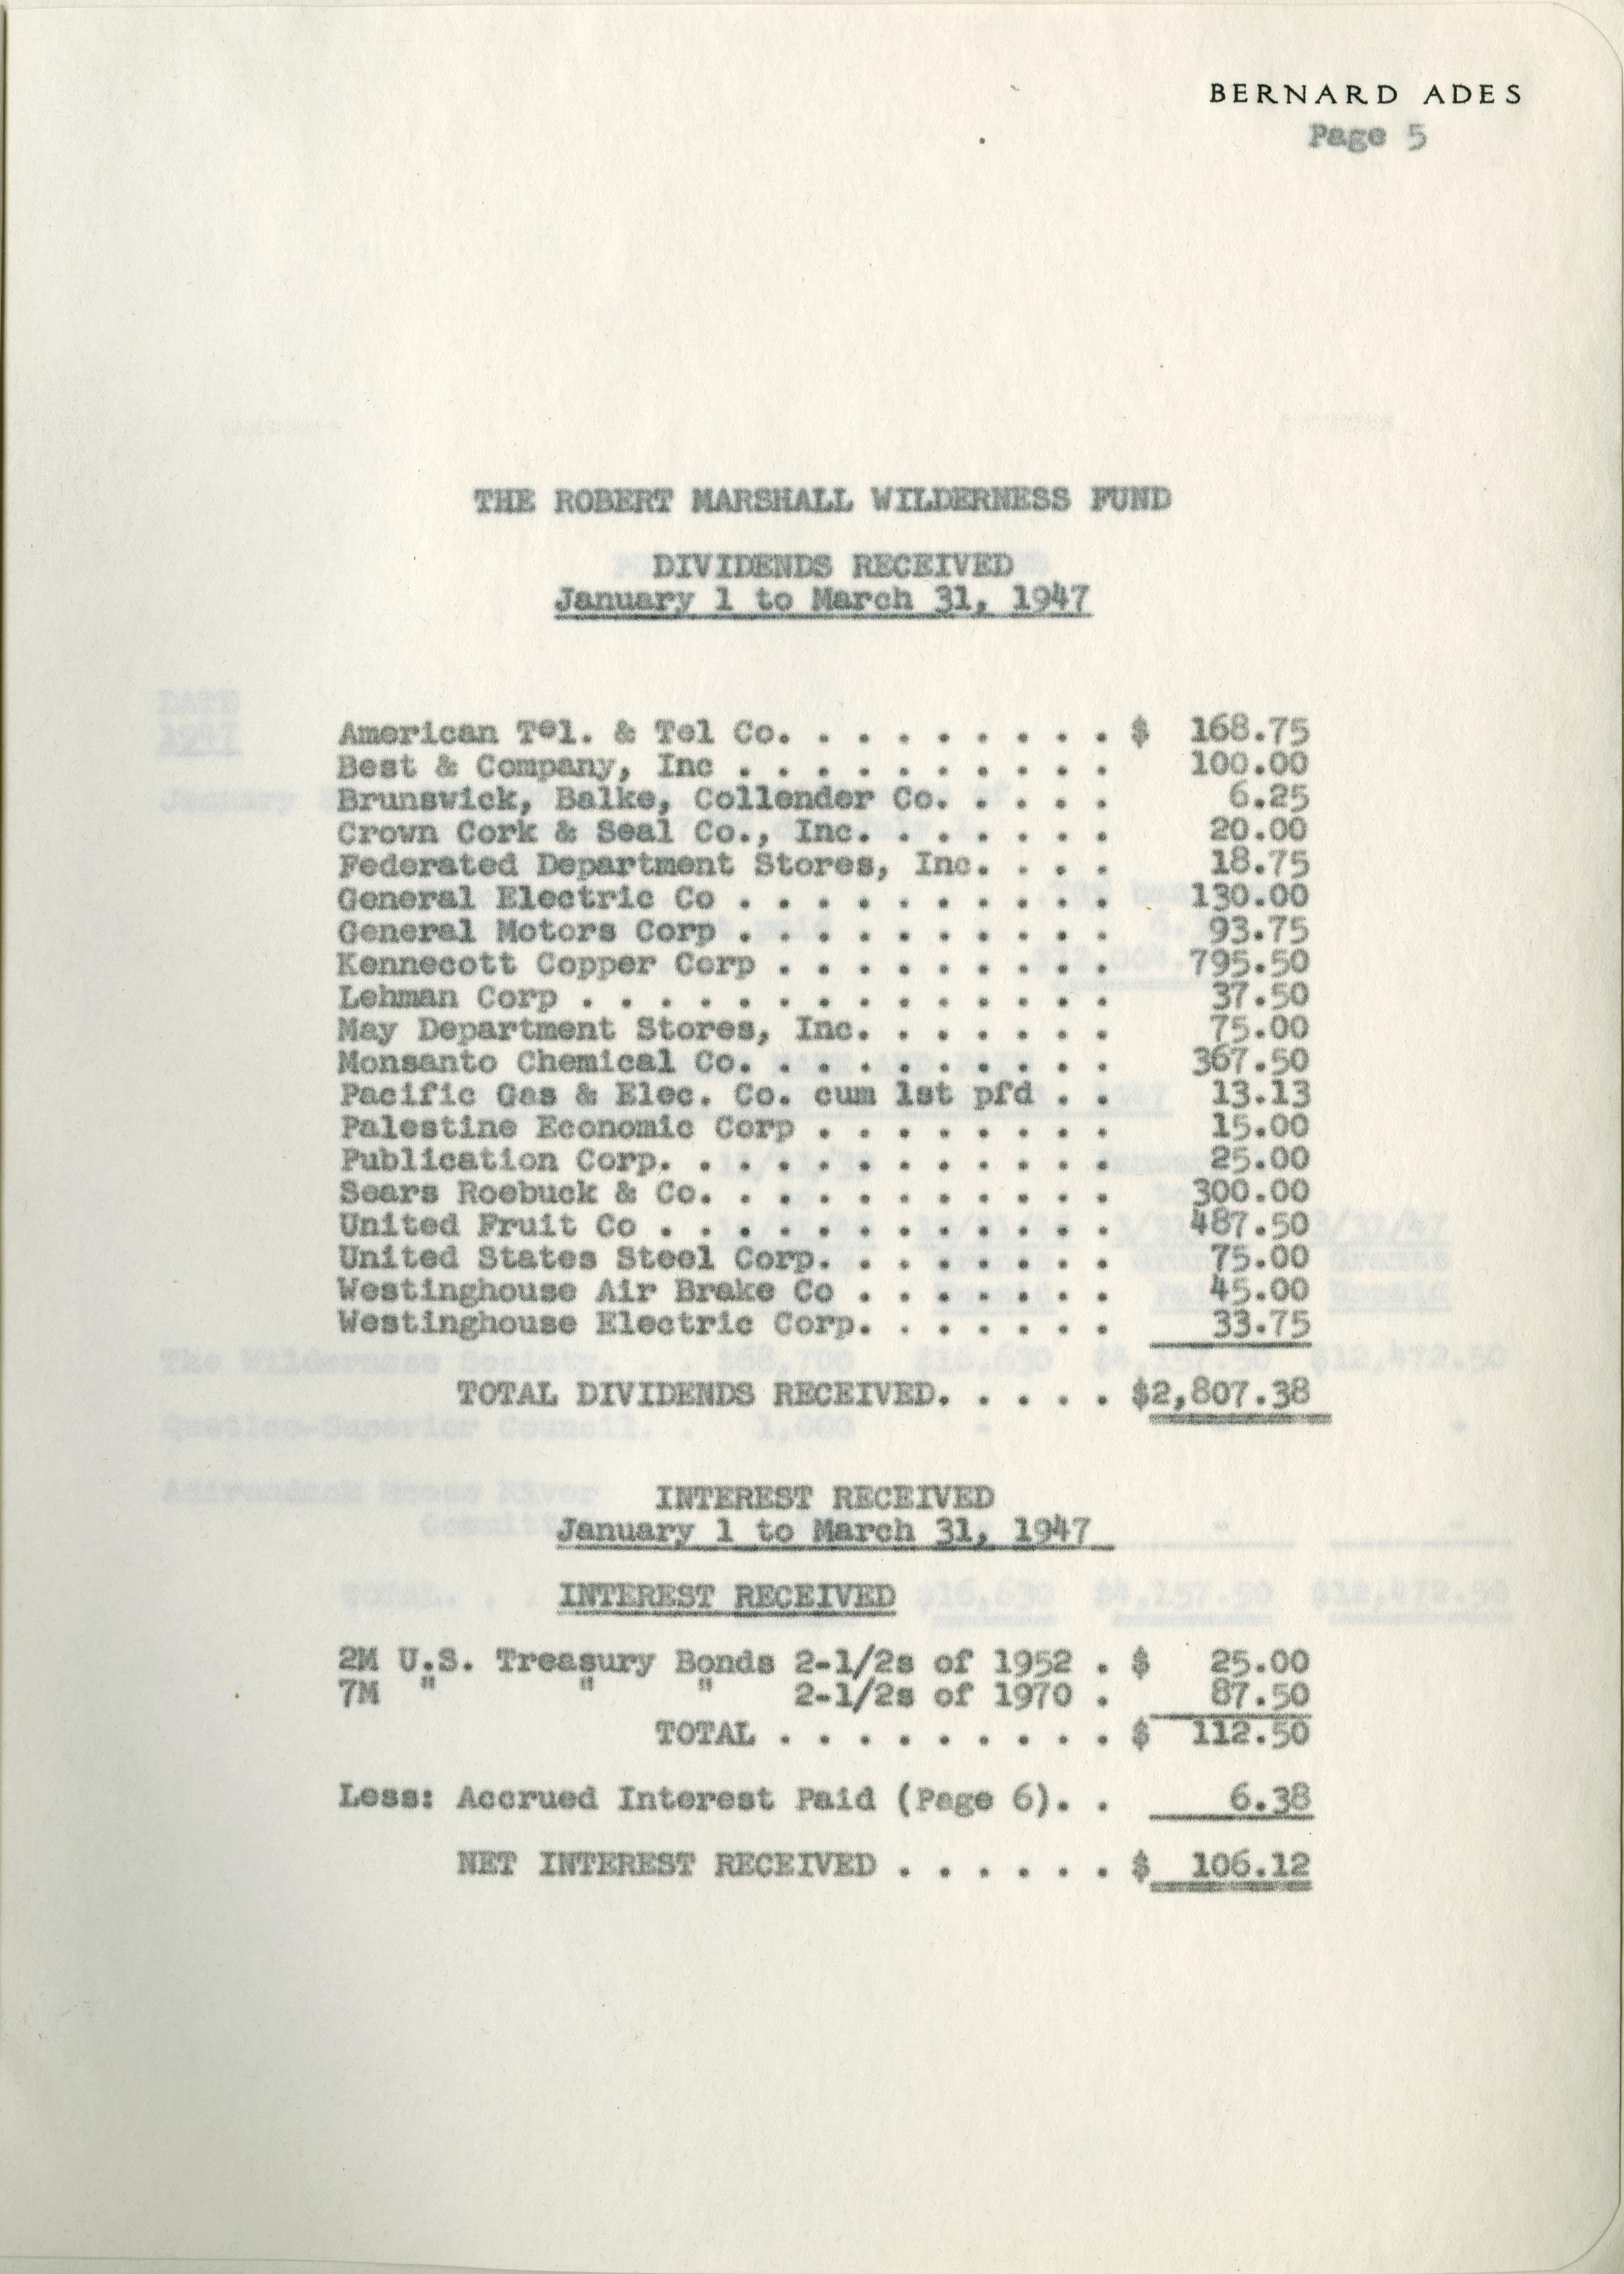 BERNARD ADES
Page 5
THE ROBERT MARSHALL WILDERNESS FUND
DIVIDENDS RECEIVED
January 1 to March 31, 1947
American Tel. & Tel Co. . . . . . . . . . $ 168.75
Best & Company, Inc . . . . . . . . . . 100.00
Brunswick, Balke, Collender Co. . . . . 6.25
Crown Cork & Seal Co., Inc. . . . . . . 20.00
Federated Department Stores, Inc. . . . 18.75
General Electric Co . . . . . . . . . . 130.00
General Motors Corp . . . . . . . . . . 93.75
Kennecott Copper Corp . . . . . . . . . 795.50
Lehman Corp . . . . . . . . . . . . . . 37.50
May Department Stores, Inc. . . . . . . 75.00
Monsanto Chemical Co. . . . . . . . . . 367.50
Pacific Gas & Elec. Co. cum 1st pfd . . 13.13
Palestine Economic Corp . . . . . . . . 15.00
Publication Corp. . . . . . . . . . . . 25.00
Sears Roebuck & Co. . . . . . . . . . . 300.00
United Fruit Co . . . . . . . . . . . . 487.50
United States Steel Corp. . . . . . . . 75.00
Westinghouse Air Brake Co . . . . . . . 45.00
Westinghouse Electric Corp. . . . . . . 33.75
TOTAL DIVIDENDS RECEIVED. . . . . $2,807.38
INTEREST RECEIVED
January 1 to March 31, 1947
INTEREST RECEIVED
2M U.S. Treasury Bonds 2-1/2s of 1952 . $ 25.00
7M " " " 2-1/2s of 1970 . 87.50
TOTAL . . . . . . . . . $ 112.50
Less: Accrued Interest Paid (Page 6). . 6.38
NET INTEREST RECEIVED . . . . . . $ 106.12